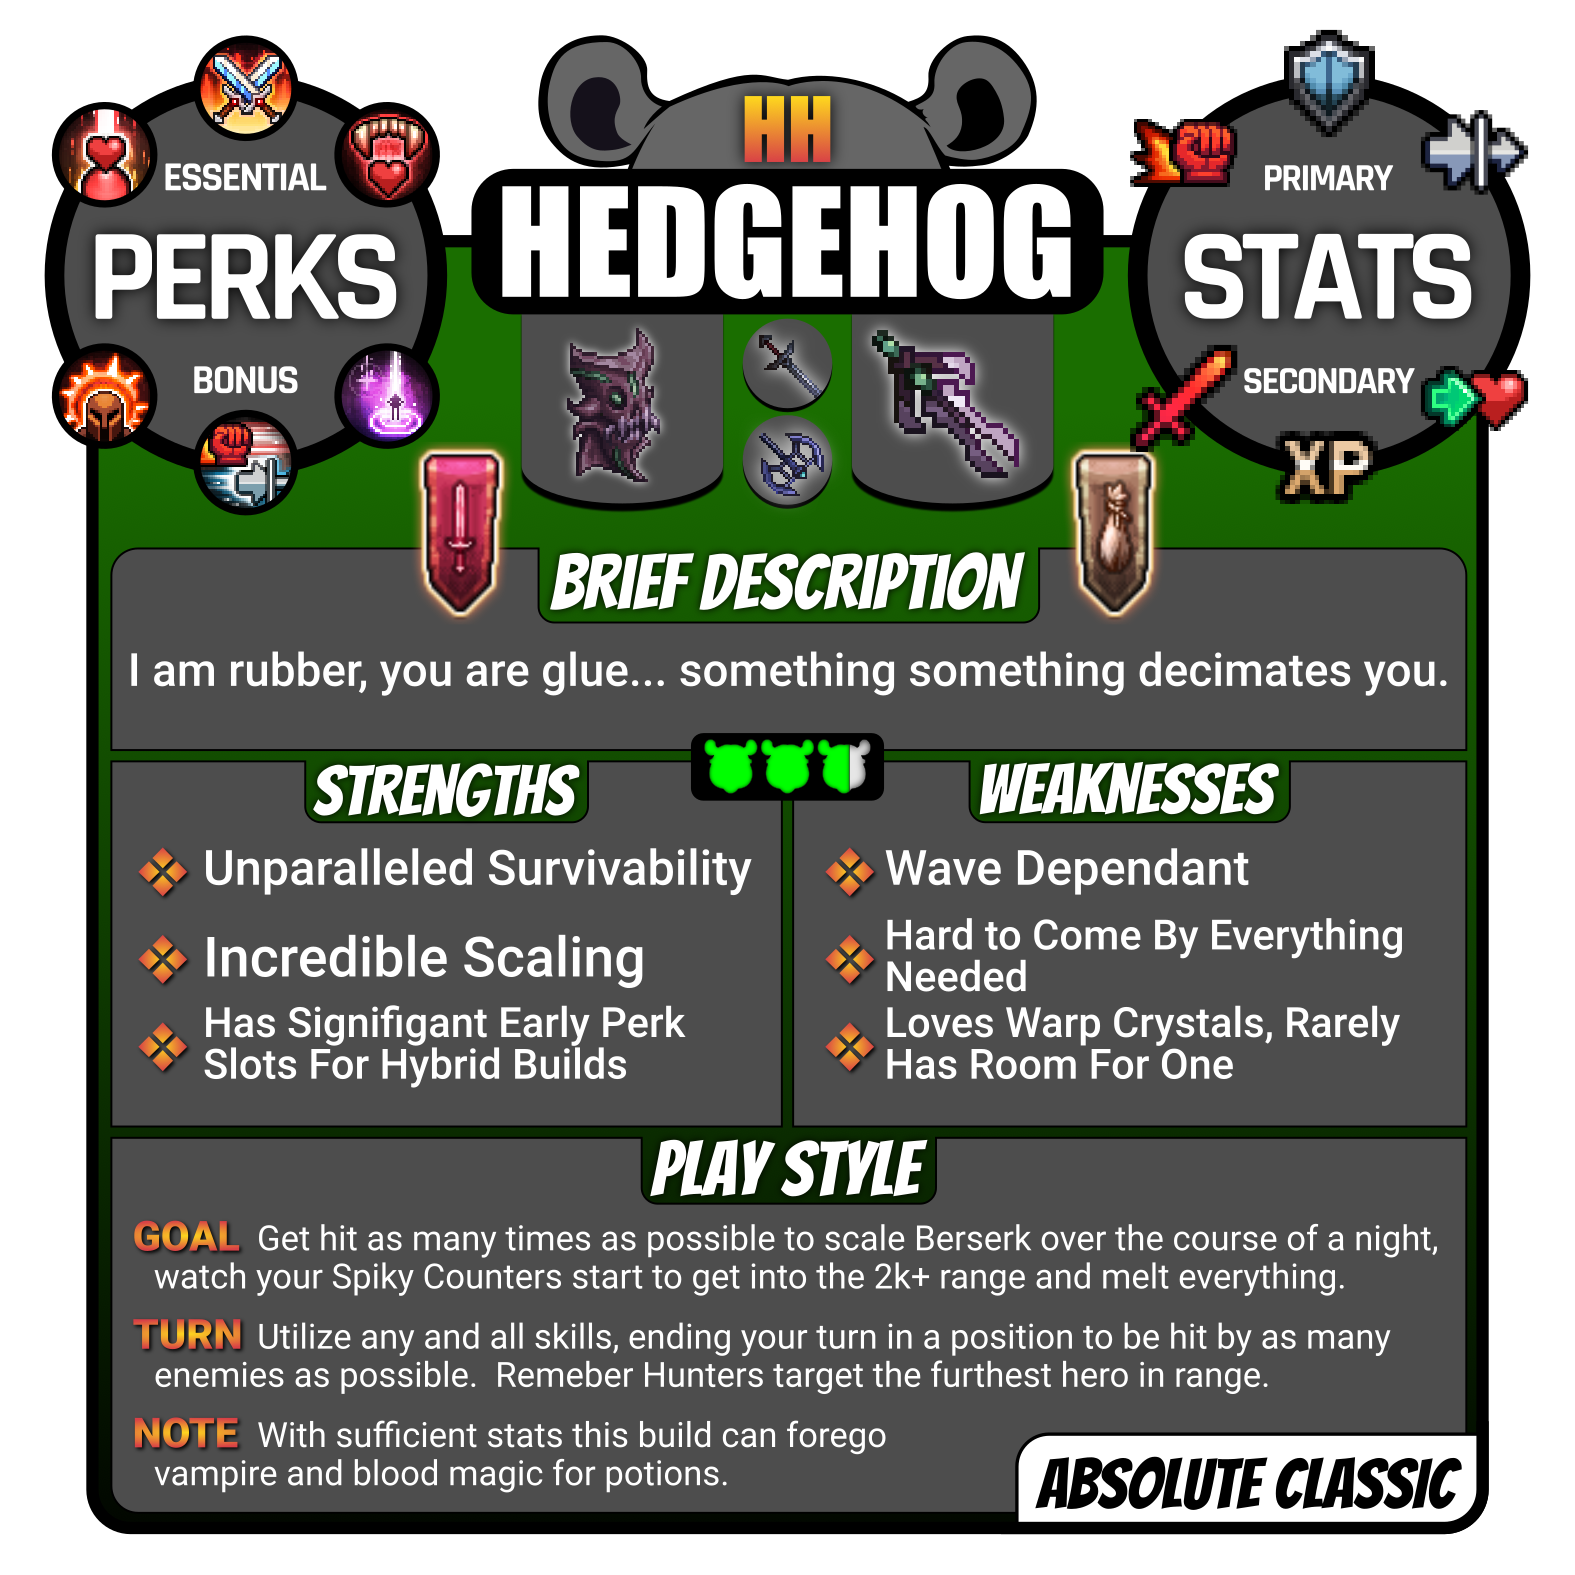 HH
HEDGEHOG
ESSENTIAL
PERKS
BONUS
PRIMARY
STATS
SECONDARY
XP
BRIEF DESCRIPTION
I am rubber, you are glue... something something decimates you.
STRENGTHS
Unparalleled Survivability
Incredible Scaling
Has Signifigant Early Perk
Slots For Hybrid Builds
WEAKNESSES
Wave Dependant
Hard to Come By Everything
Needed
Loves Warp Crystals, Rarely
Has Room For One
PLAY STYLE
GOAL Get hit as many times as possible to scale Berserk over the course of a night,
watch your Spiky Counters start to get into the 2k+ range and melt everything.
TURN Utilize any and all skills, ending your turn in a position to be hit by as many
enemies as possible.  Remeber Hunters target the furthest hero in range.
NOTE With sufficient stats this build can forego
vampire and blood magic for potions.
ABSOLUTE CLASSIC